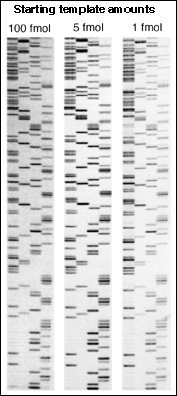 Starting template amounts
100 fmol 5 fmol 1 fmol